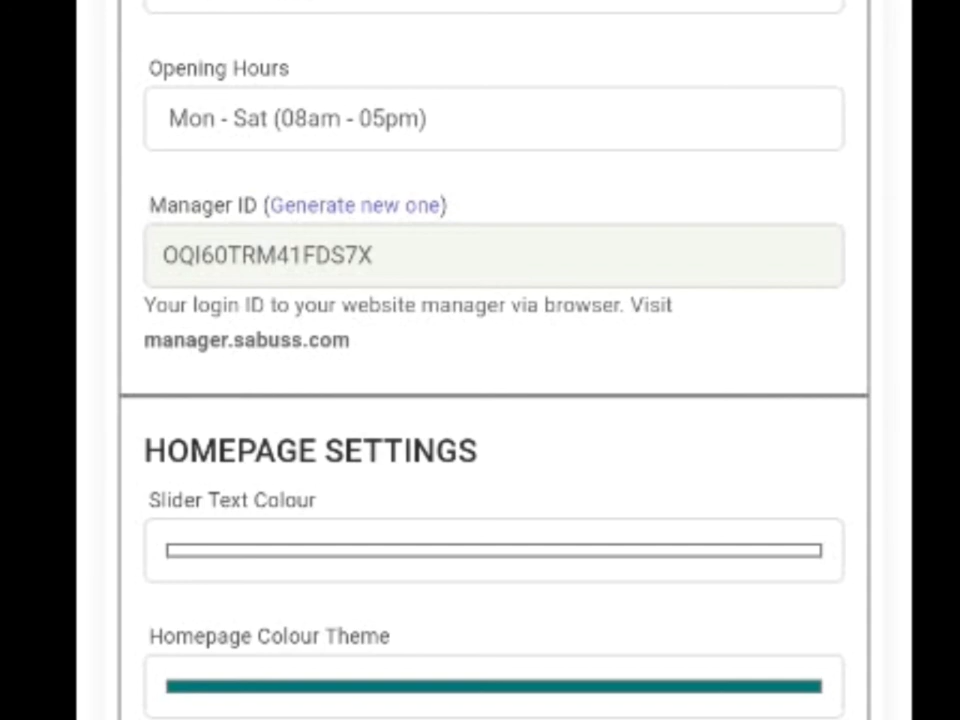 Opening Hours
Mon - Sat (08am - 05pm)
Manager ID (Generate new one)
OQI60TRM41FDS7X
Your login ID to your website manager via browser. Visit
manager.sabuss.com
HOMEPAGE SETTINGS
Slider Text Colour
Homepage Colour Theme